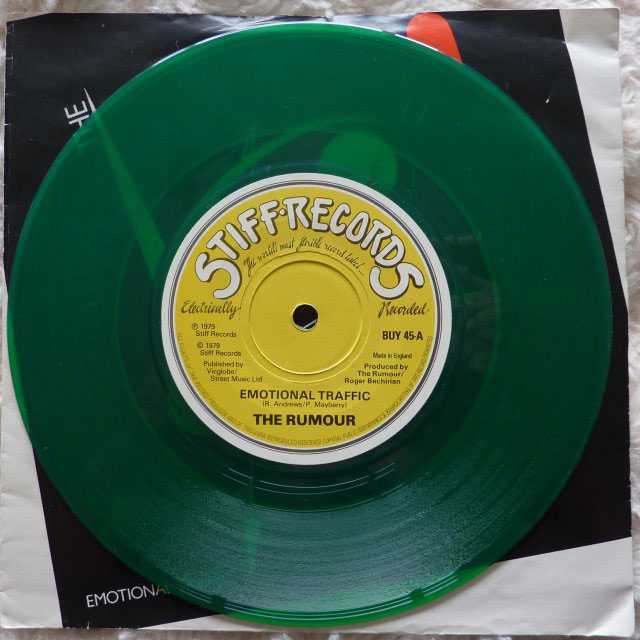 THE
STIFF·RECORDS
The world's most flexible record label...
Electrically Recorded
℗ 1979
Stiff Records
© 1979
Stiff Records
Published by
Vicglobe/
Street Music Ltd
BUY 45-A
Made in England
Produced by
The Rumour/
Roger Bechirian
EMOTIONAL TRAFFIC
(R. Andrews/P. Mayberry)
THE RUMOUR
EMOTIONA